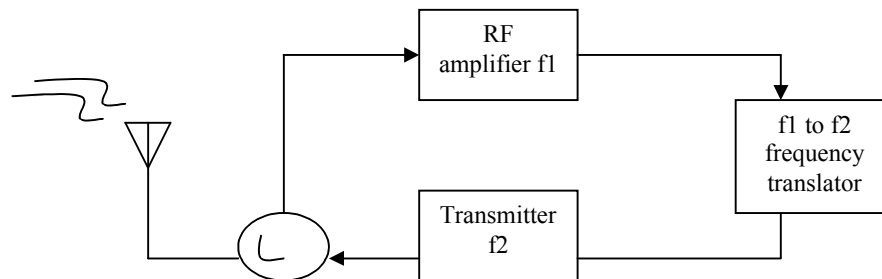 RF
amplifier f1
f1 to f2
frequency
translator
Transmitter
f2